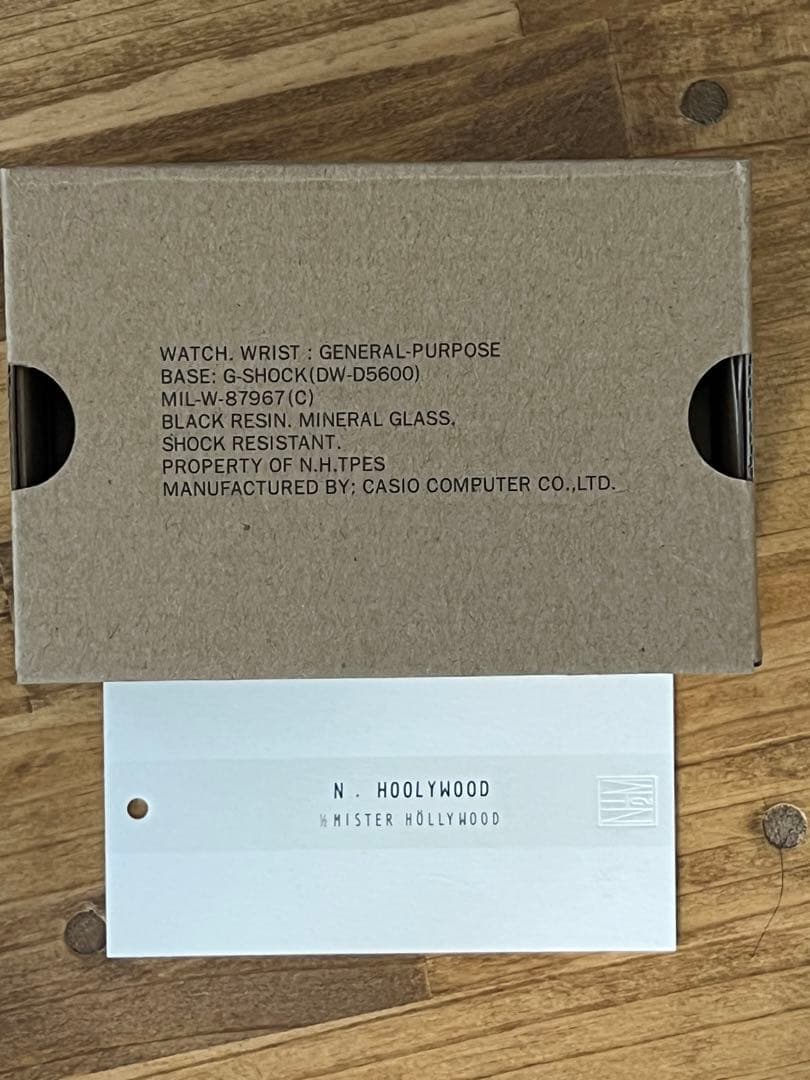 WATCH. WRIST : GENERAL-PURPOSE
BASE: G-SHOCK(DW-D5600)
MIL-W-87967(C)
BLACK RESIN. MINERAL GLASS,
SHOCK RESISTANT.
PROPERTY OF N.H.TPES
MANUFACTURED BY; CASIO COMPUTER CO.,LTD.
N . HOOLYWOOD
½ MISTER HÖLLYWOOD